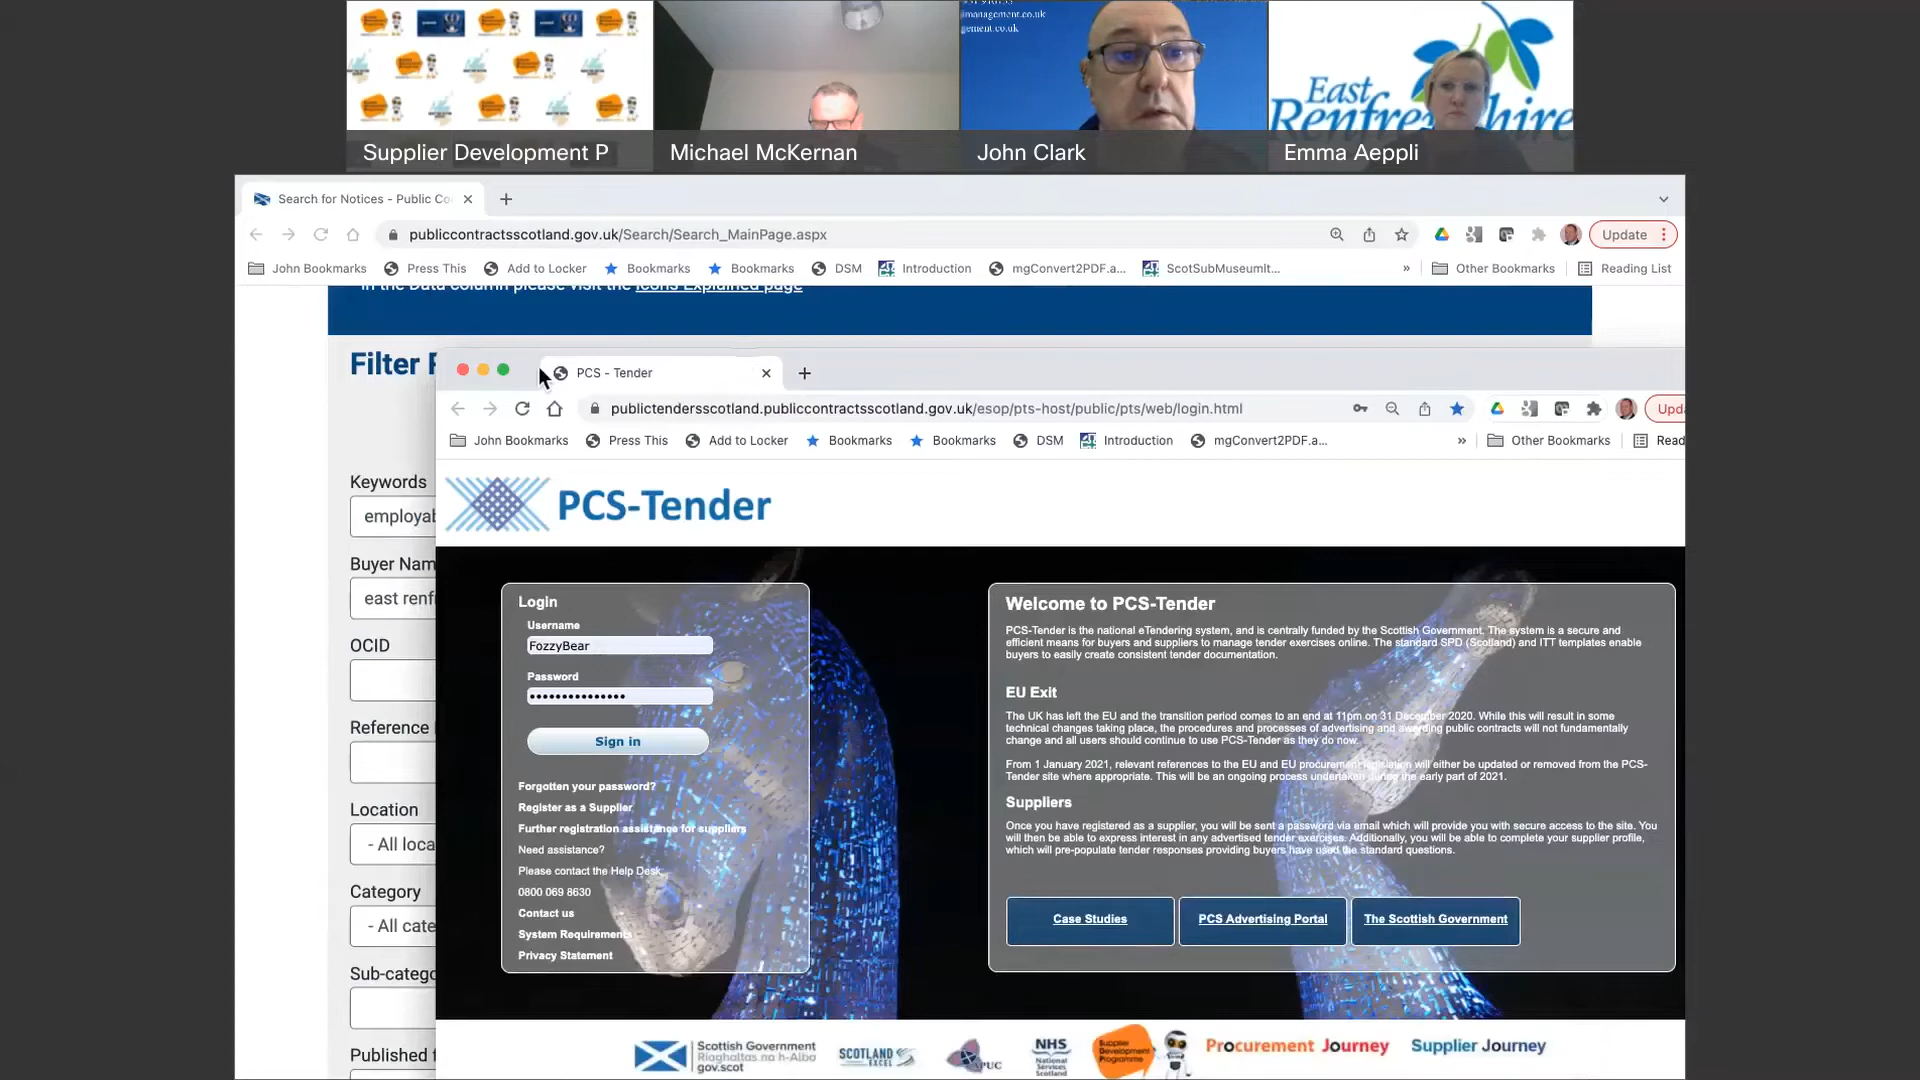 management.co.uk
gement.co.uk
East
Renfrewshire
Supplier Development P
Michael McKernan
John Clark
Emma Aeppli
Search for Notices - Public Co
publiccontractsscotland.gov.uk/Search/Search_MainPage.aspx
Update
John Bookmarks
Press This
Add to Locker
Bookmarks
Bookmarks
DSM
Introduction
mgConvert2PDF.a...
ScotSubMuseumIt...
»
Other Bookmarks
Reading List
in the Data column please visit the Icons Explained page
Filter
PCS - Tender
publictendersscotland.publiccontractsscotland.gov.uk/esop/pts-host/public/pts/web/login.html
Upda
John Bookmarks
Press This
Add to Locker
Bookmarks
Bookmarks
DSM
Introduction
mgConvert2PDF.a...
»
Other Bookmarks
Read
Keywords
employab
Buyer Nam
east renf
OCID
Reference
Location
- All loca
Category
- All cate
Sub-catego
Published f
PCS-Tender
Login
Username
FozzyBear
Password
Sign in
Forgotten your password?
Register as a Supplier
Further registration assistance for suppliers
Need assistance?
Please contact the Help Desk
0800 069 8630
Contact us
System Requirements
Privacy Statement
Welcome to PCS-Tender
PCS-Tender is the national eTendering system, and is centrally funded by the Scottish Government. The system is a secure and
efficient means for buyers and suppliers to manage tender exercises online. The standard SPD (Scotland) and ITT templates enable
buyers to easily create consistent tender documentation.
EU Exit
The UK has left the EU and the transition period comes to an end at 11pm on 31 December 2020. While this will result in some
technical changes taking place, the procedures and processes of advertising and awarding public contracts will not fundamentally
change and all users should continue to use PCS-Tender as they do now.
From 1 January 2021, relevant references to the EU and EU procurement legislation will either be updated or removed from the PCS-
Tender site where appropriate. This will be an ongoing process undertaken during the early part of 2021.
Suppliers
Once you have registered as a supplier, you will be sent a password via email which will provide you with secure access to the site. You
will then be able to express interest in any advertised tender exercises. Additionally, you will be able to complete your supplier profile,
which will pre-populate tender responses providing buyers have used the standard questions.
Case Studies
PCS Advertising Portal
The Scottish Government
Scottish Government
Riaghaltas na h-Alba
gov.scot
SCOTLAND
EXCEL
APUC
NHS
National
Services
Scotland
Supplier
Development
Programme
Procurement Journey
Supplier Journey